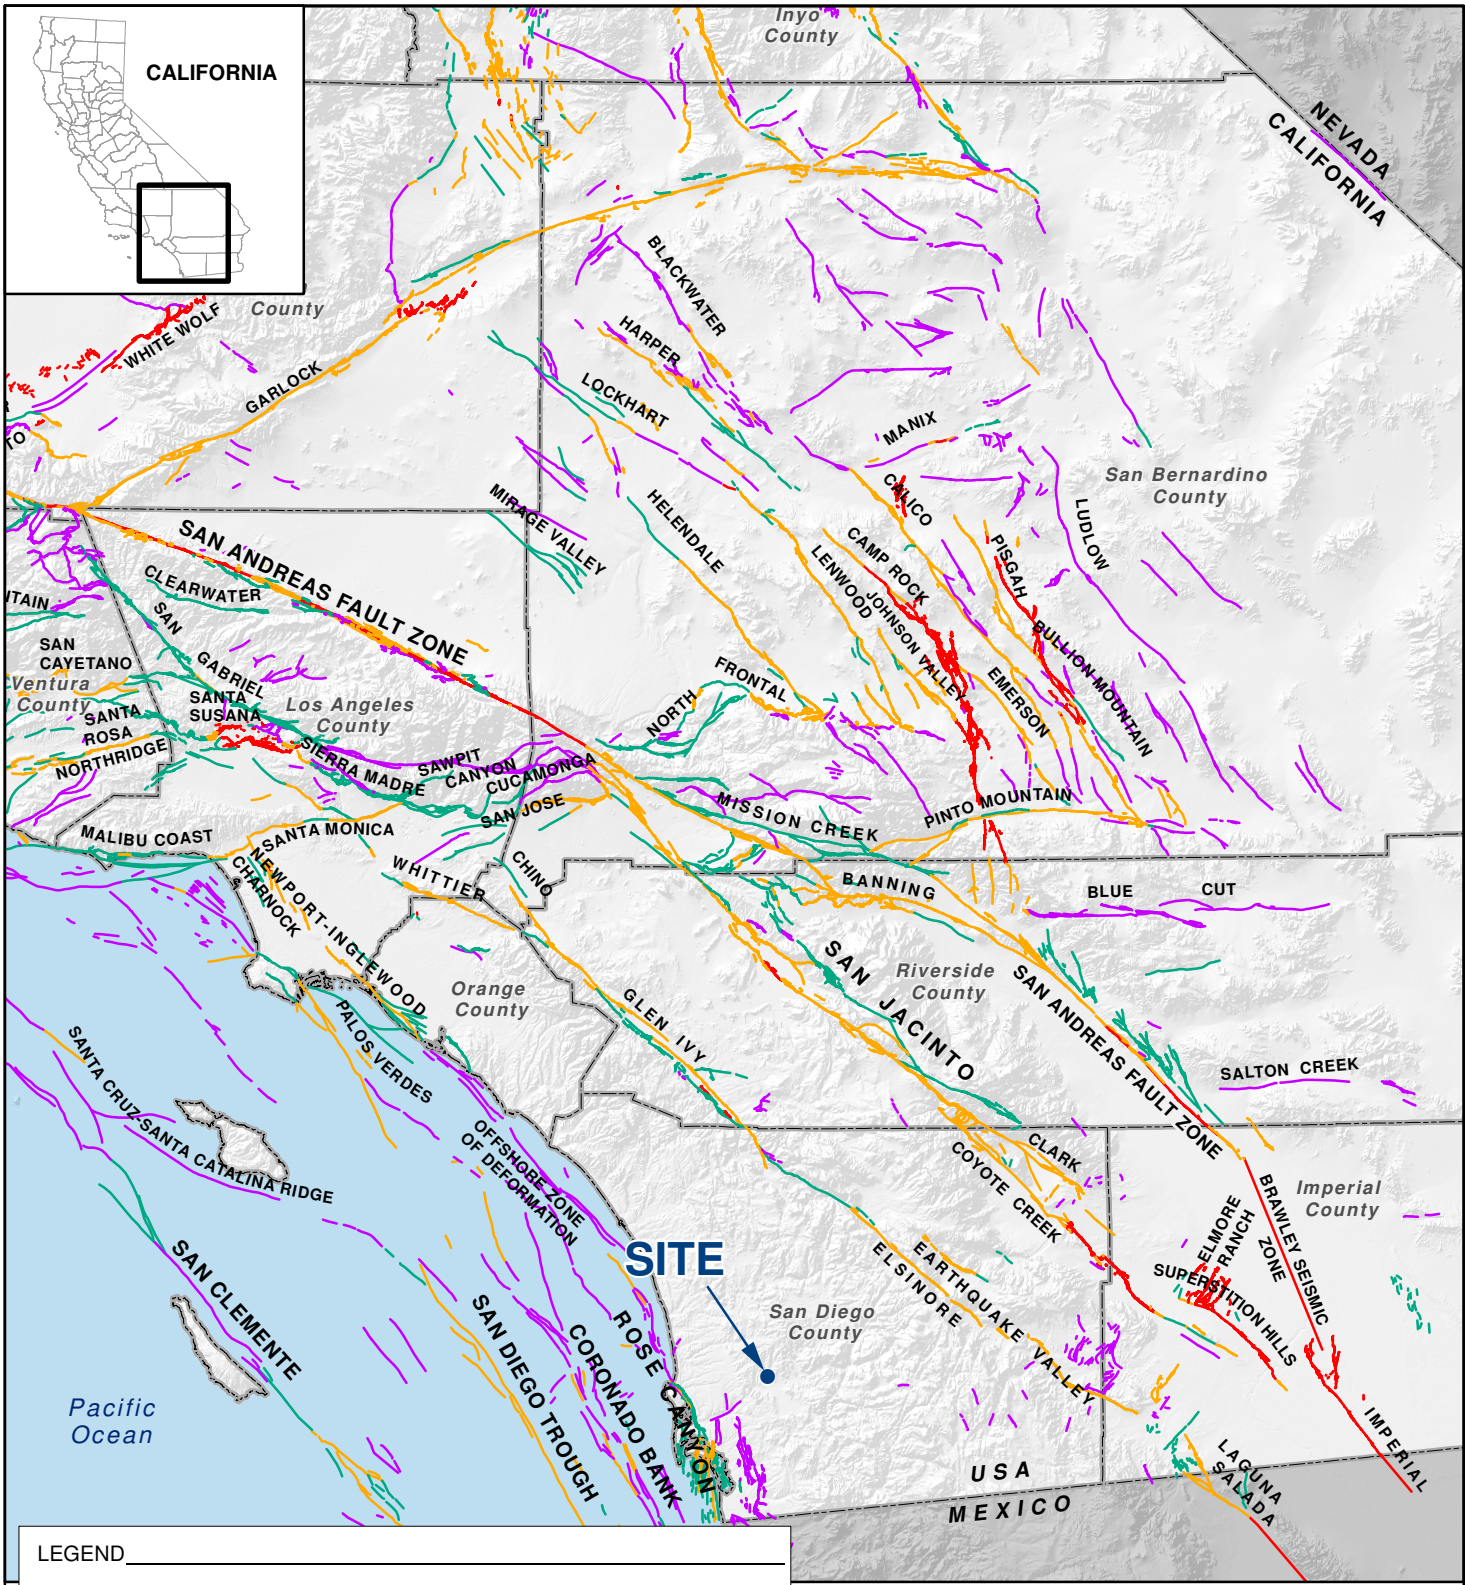 Inyo
County
CALIFORNIA
NEVADA
CALIFORNIA
County
WHITE WOLF
GARLOCK
BLACKWATER
HARPER
LOCKHART
MANIX
San Bernardino
County
CALICO
LUDLOW
TO
MIRAGE VALLEY
HELENDALE
PISGAH
CAMP ROCK
LENWOOD
JOHNSON VALLEY
BULLION MOUNTAIN
EMERSON
SAN ANDREAS FAULT ZONE
CLEARWATER
NTAIN
SAN
GABRIEL
SAN
CAYETANO
Ventura
County
SANTA
SUSANA
Los Angeles
County
SANTA
ROSA
NORTHRIDGE
NORTH
FRONTAL
SIERRA MADRE
SAWPIT
CANYON
CUCAMONGA
SAN JOSE
MISSION CREEK
PINTO MOUNTAIN
MALIBU COAST
SANTA MONICA
WHITTIER
CHINO
BANNING
BLUE CUT
CHARNOCK
NEWPORT-INGLEWOOD
SAN JACINTO
Riverside
County
SAN ANDREAS FAULT ZONE
Orange
County
GLEN IVY
PALOS VERDES
SALTON CREEK
SANTA CRUZ-SANTA CATALINA RIDGE
OFFSHORE ZONE
OF DEFORMATION
CLARK
COYOTE CREEK
Imperial
County
ELMORE
RANCH
BRAWLEY SEISMIC
ZONE
SUPERSTITION HILLS
SITE
San Diego
County
EARTHQUAKE VALLEY
ELSINORE
SAN CLEMENTE
SAN DIEGO TROUGH
CORONADO BANK
ROSE CANYON
Pacific
Ocean
IMPERIAL
LAGUNA
SALADA
USA
MEXICO
LEGEND